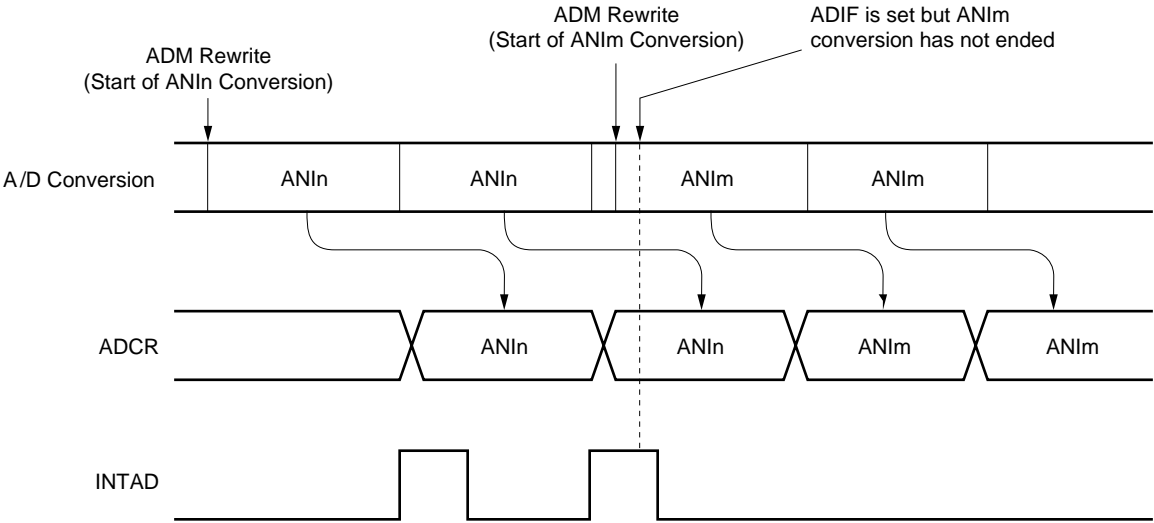 ADM Rewrite
(Start of ANIm Conversion)
ADIF is set but ANIm
conversion has not ended
ADM Rewrite
(Start of ANIn Conversion)
A/D Conversion
ANIn
ANIn
ANIm
ANIm
ADCR
ANIn
ANIn
ANIm
ANIm
INTAD